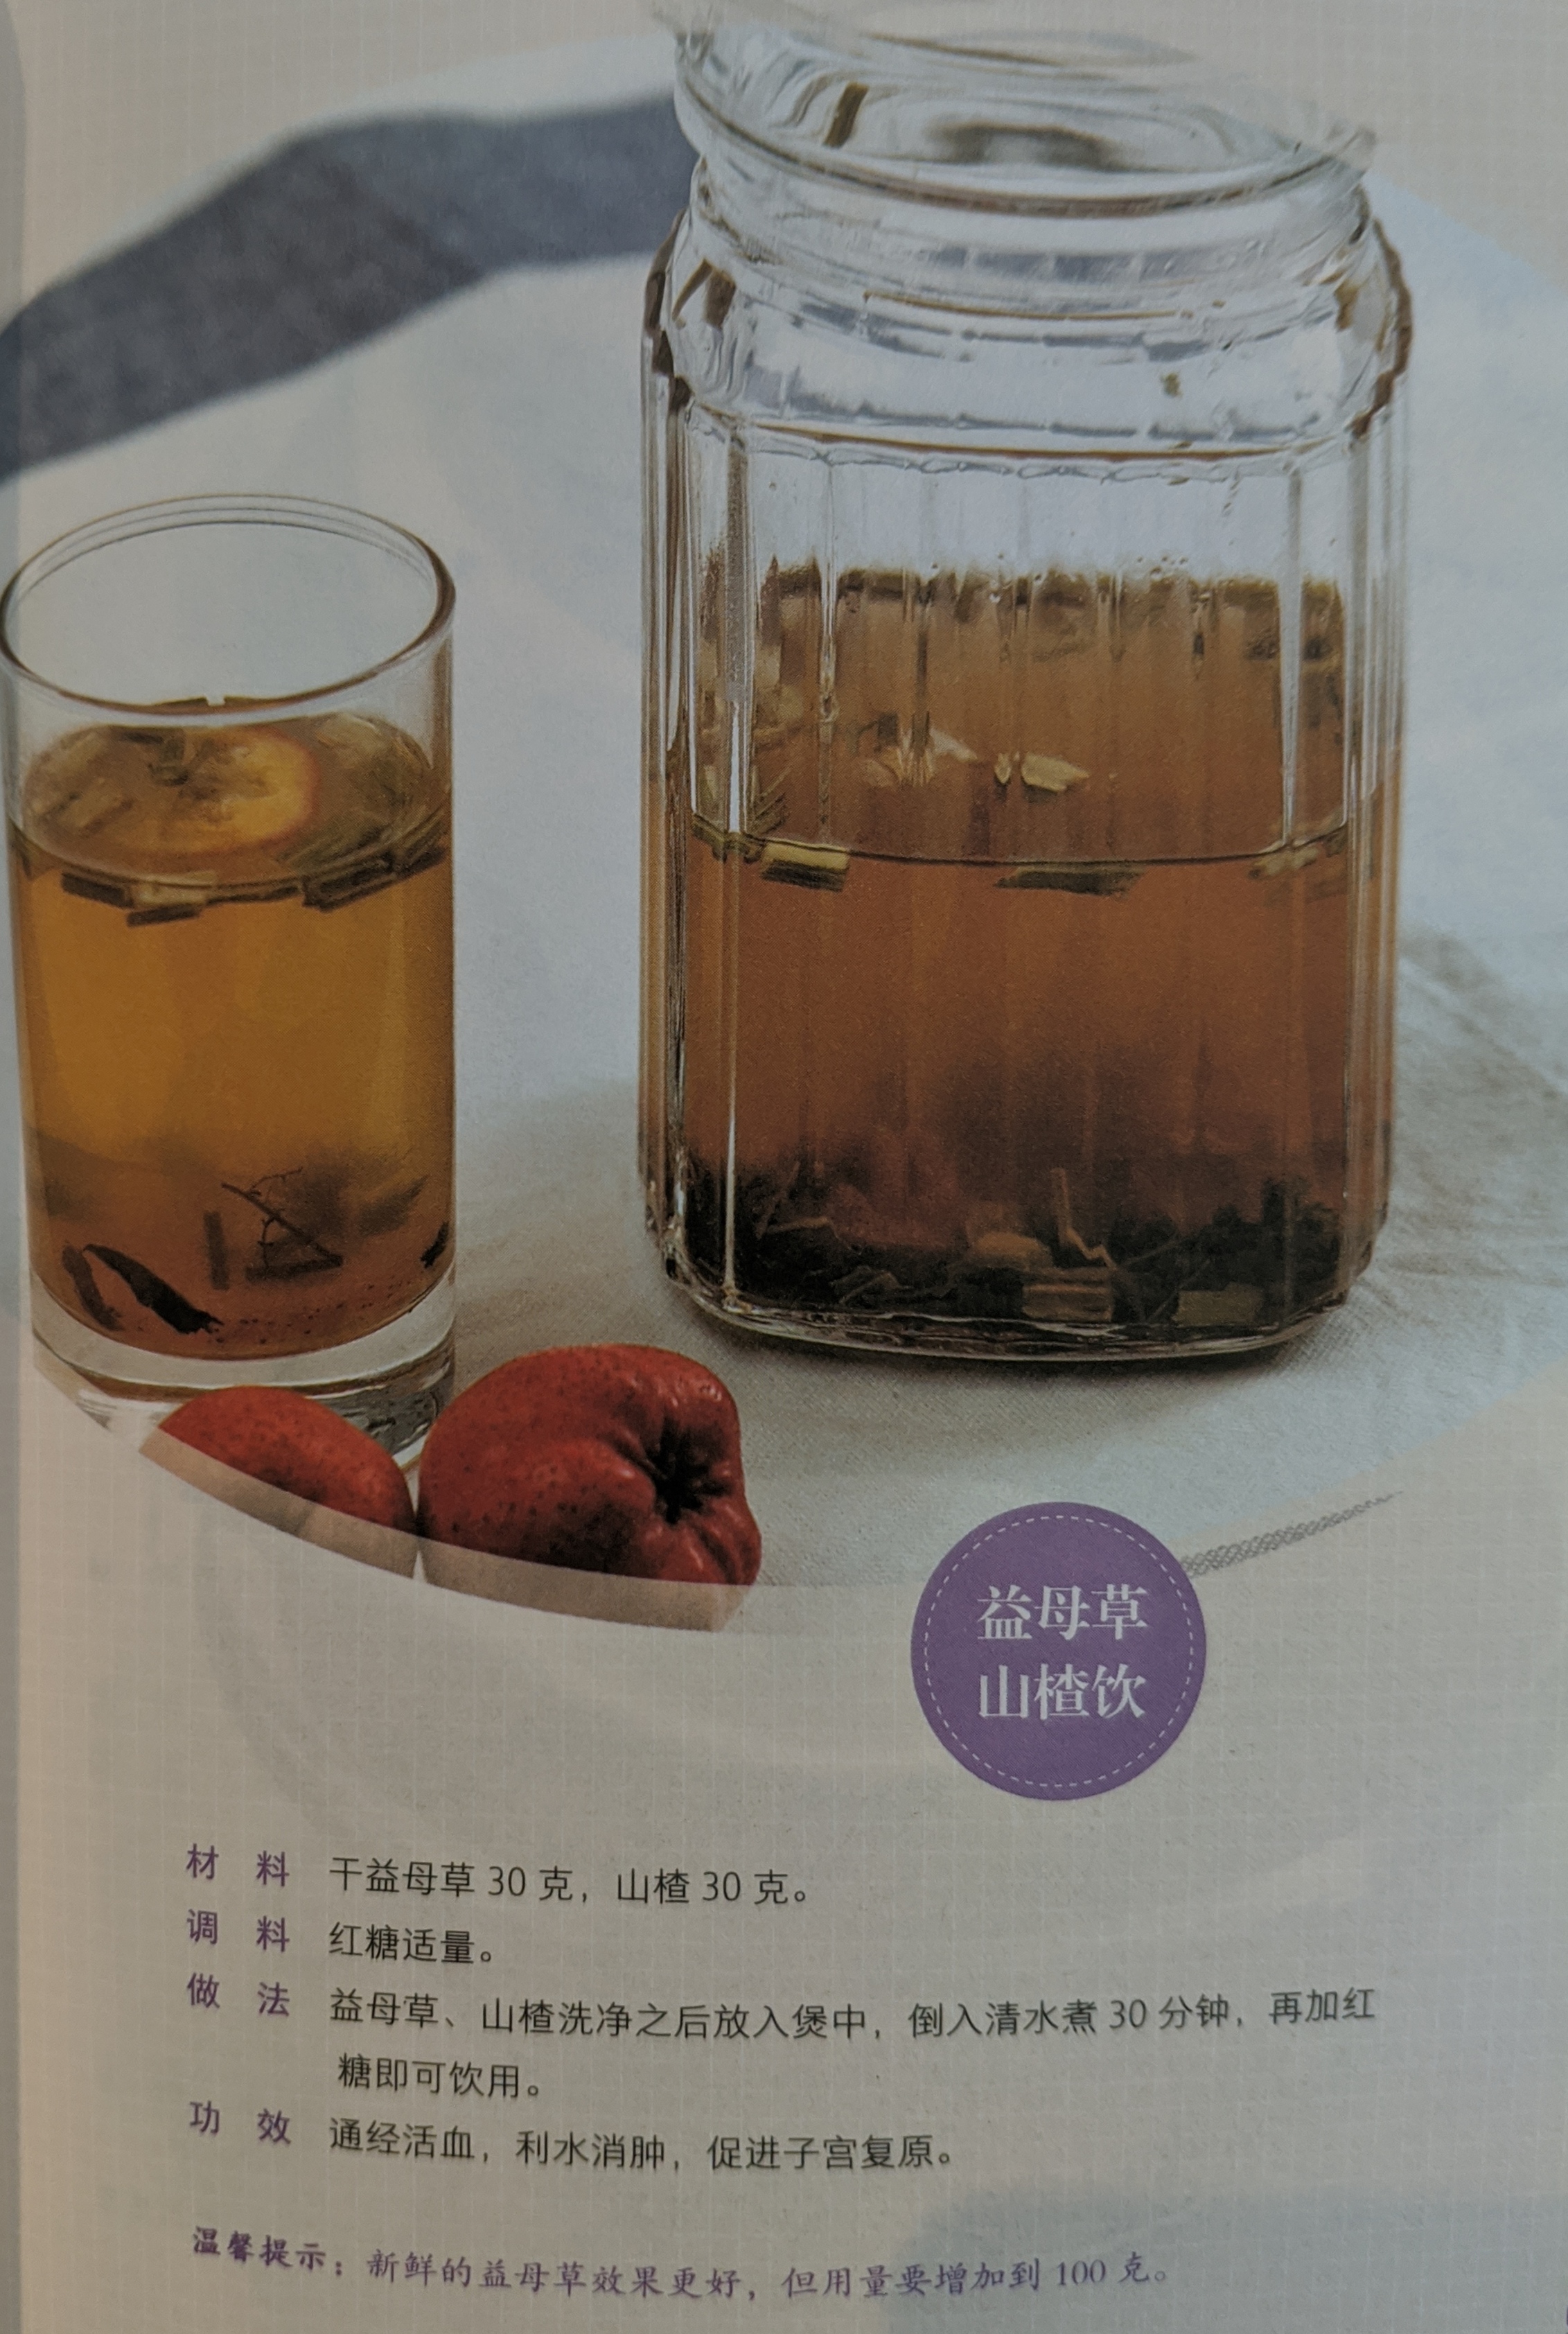 益母草
山楂饮
材 料 干益母草 30 克，山楂 30 克。
调 料 红糖适量。
做 法 益母草、山楂洗净之后放入煲中，倒入清水煮 30 分钟，再加红
糖即可饮用。
功 效 通经活血，利水消肿，促进子宫复原。
温馨提示：新鲜的益母草效果更好，但用量要增加到 100 克。